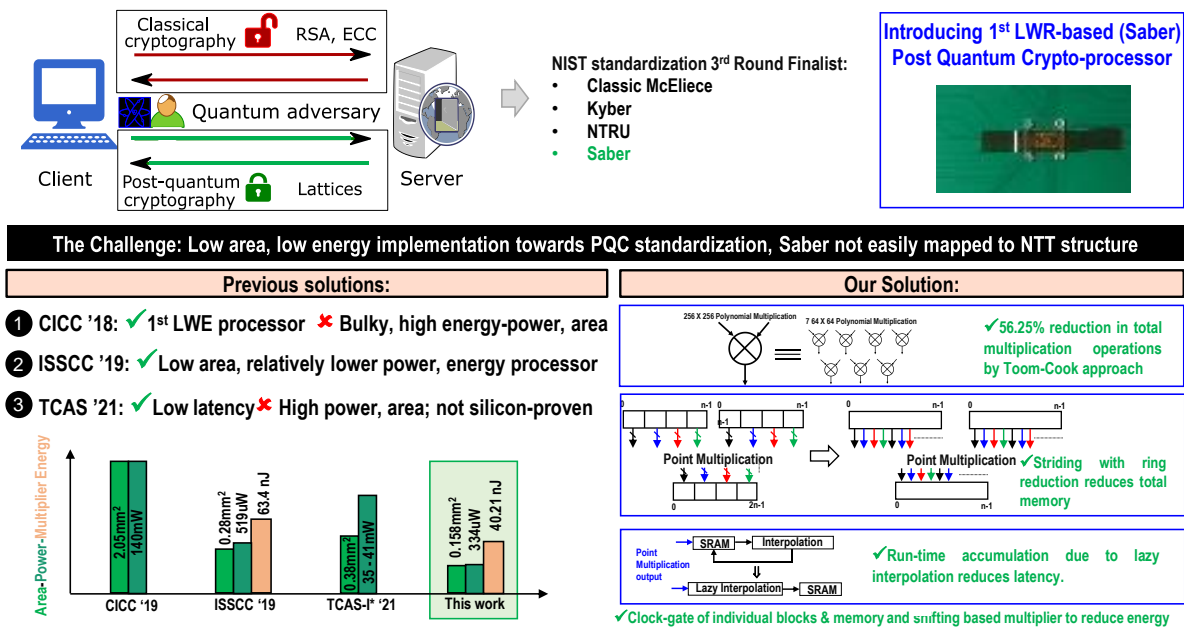 Classical
cryptography
RSA, ECC
Quantum adversary
Client
Post-quantum
cryptography
Lattices
Server
NIST standardization 3rd Round Finalist:
• Classic McEliece
• Kyber
• NTRU
• Saber
Introducing 1st LWR-based (Saber)
Post Quantum Crypto-processor
The Challenge: Low area, low energy implementation towards PQC standardization, Saber not easily mapped to NTT structure
Previous solutions:
1 CICC '18: ✓1st LWE processor ✘ Bulky, high energy-power, area
2 ISSCC '19: ✓Low area, relatively lower power, energy processor
3 TCAS '21: ✓Low latency ✘ High power, area; not silicon-proven
Area-Power-Multiplier Energy
2.05mm2
140mW
0.28mm2
519uW
63.4 nJ
0.38mm2
35 - 41mW
0.158mm2
334uW
40.21 nJ
CICC '19
ISSCC '19
TCAS-I* '21
This work
Our Solution:
256 X 256 Polynomial Multiplication
7 64 X 64 Polynomial Multiplication
✓56.25% reduction in total
multiplication operations
by Toom-Cook approach
0 n-1 0 n-1
n-1
Point Multiplication
0 2n-1
0 n-1 0 n-1
Point Multiplication
0 n-1
✓Striding with ring
reduction reduces total
memory
Point
Multiplication
output
SRAM
Interpolation
Lazy Interpolation
SRAM
✓Run-time accumulation due to lazy
interpolation reduces latency.
✓Clock-gate of individual blocks & memory and shifting based multiplier to reduce energy